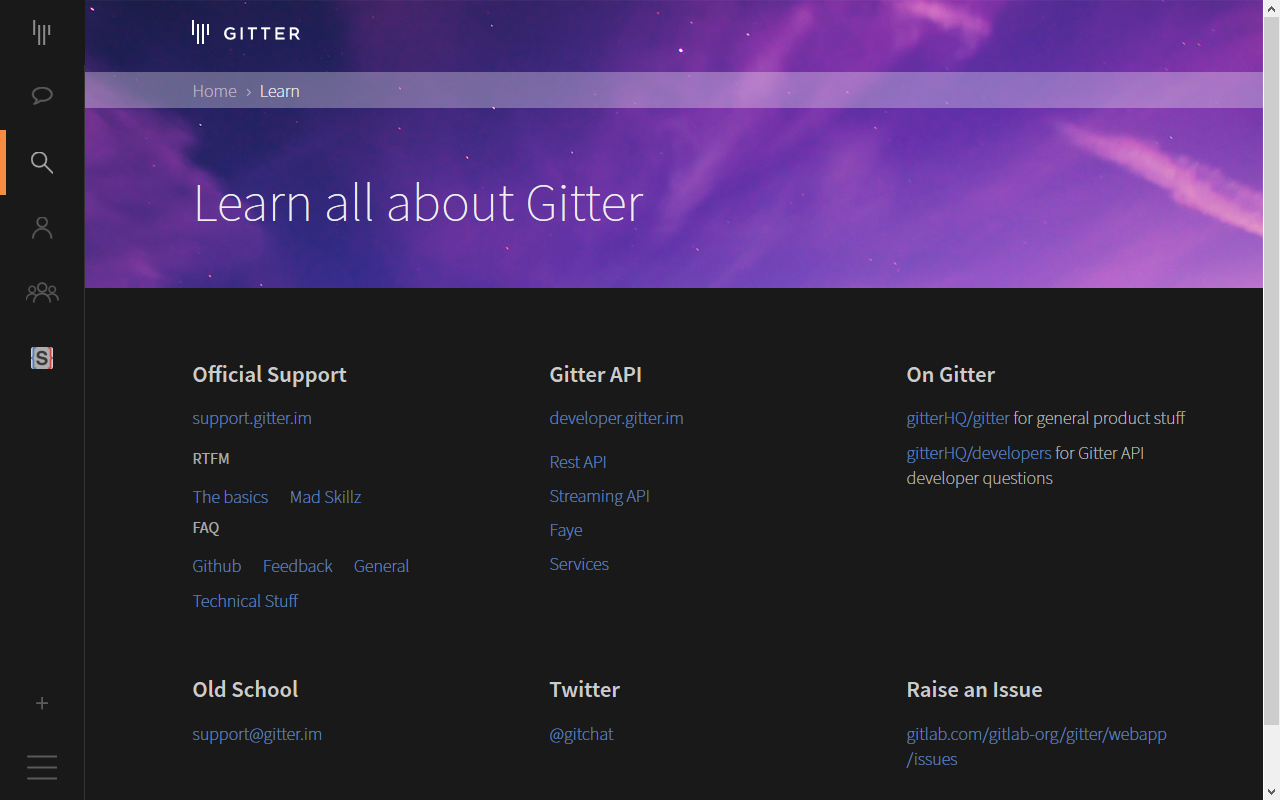 GITTER
Home › Learn
Learn all about Gitter
S
Official Support
support.gitter.im
RTFM
The basics Mad Skillz
FAQ
Github Feedback General
Technical Stuff
Gitter API
developer.gitter.im
Rest API
Streaming API
Faye
Services
On Gitter
gitterHQ/gitter for general product stuff
gitterHQ/developers for Gitter API
developer questions
Old School
support@gitter.im
Twitter
@gitchat
Raise an Issue
gitlab.com/gitlab-org/gitter/webapp
/issues